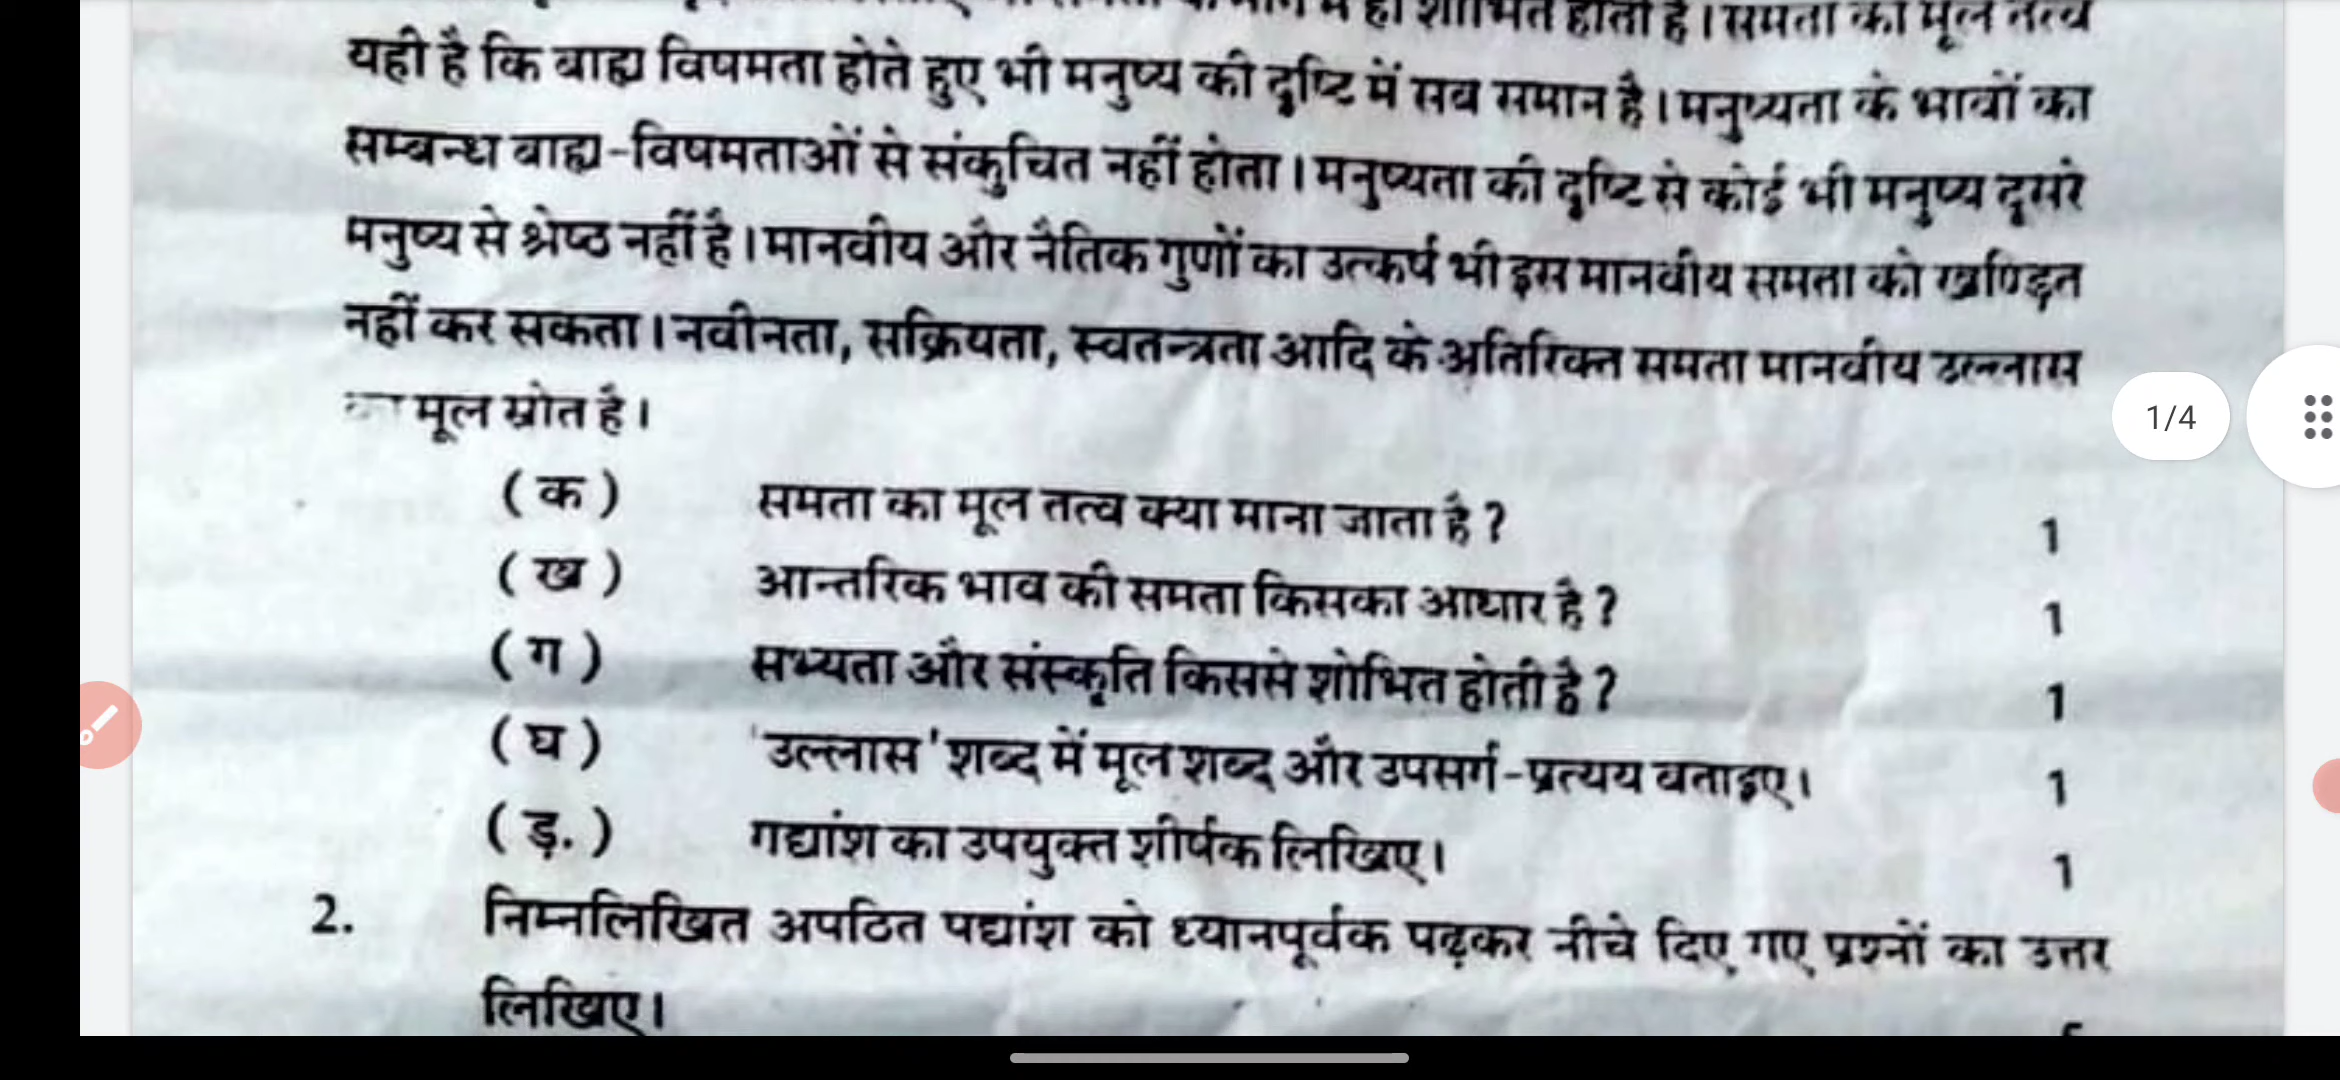 में ही शोभित होती है। समता का मूल तत्व
यही है कि बाह्य विषमता होते हुए भी मनुष्य की दृष्टि में सब समान है। मनुष्यता के भावों का
सम्बन्ध बाह्य-विषमताओं से संकुचित नहीं होता। मनुष्यता की दृष्टि से कोई भी मनुष्य दूसरे
मनुष्य से श्रेष्ठ नहीं है। मानवीय और नैतिक गुणों का उत्कर्ष भी इस मानवीय समता को खण्डित
नहीं कर सकता। नवीनता, सक्रियता, स्वतन्त्रता आदि के अतिरिक्त समता मानवीय उल्लास
का मूल स्रोत है।
1/4
(क) समता का मूल तत्व क्या माना जाता है ? 1
(ख) आन्तरिक भाव की समता किसका आधार है ? 1
(ग) सभ्यता और संस्कृति किससे शोभित होती है ? 1
(घ) 'उल्लास' शब्द में मूल शब्द और उपसर्ग-प्रत्यय बताइए। 1
(ड़.) गद्यांश का उपयुक्त शीर्षक लिखिए। 1
2. निम्नलिखित अपठित पद्यांश को ध्यानपूर्वक पढ़कर नीचे दिए गए प्रश्नों का उत्तर
लिखिए।